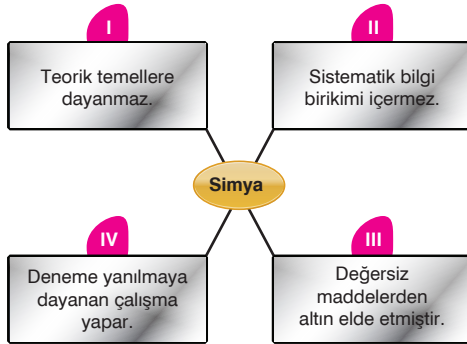 I
Teorik temellere
dayanmaz.
II
Sistematik bilgi
birikimi içermez.
Simya
IV
Deneme yanılmaya
dayanan çalışma
yapar.
III
Değersiz
maddelerden
altın elde etmiştir.